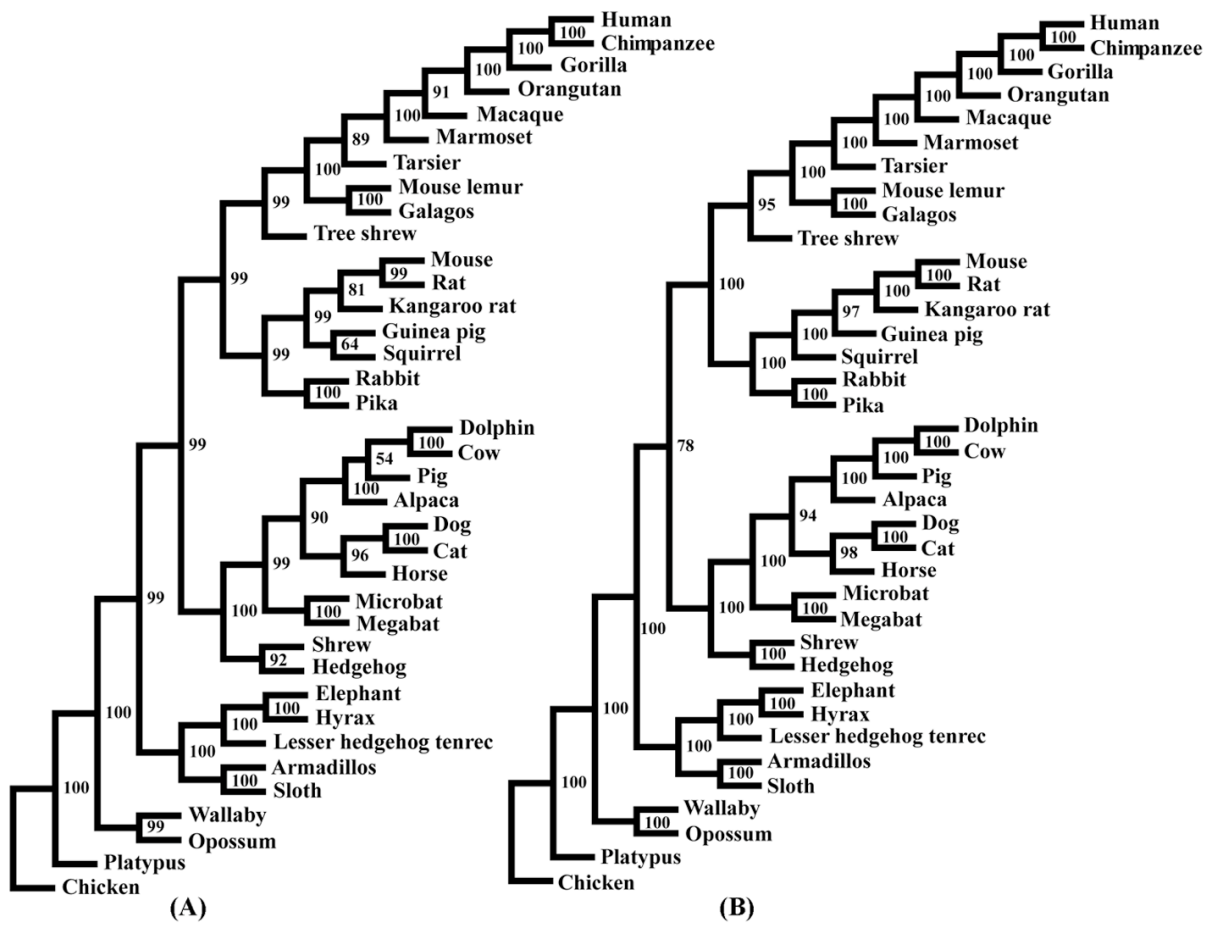 Human
100
Chimpanzee
100
Gorilla
100
Orangutan
91
Macaque
100
Marmoset
89
Tarsier
100
Mouse lemur
100
Galagos
99
Tree shrew
99
Mouse
99
Rat
81
Kangaroo rat
99
Guinea pig
64
Squirrel
99
Rabbit
100
Pika
99
Dolphin
100
Cow
54
Pig
100
Alpaca
90
Dog
100
Cat
96
Horse
99
Microbat
100
Megabat
100
Shrew
92
Hedgehog
99
Elephant
100
Hyrax
100
Lesser hedgehog tenrec
100
Armadillos
100
Sloth
100
Wallaby
99
Opossum
100
Platypus
Chicken
(A)
Human
100
Chimpanzee
100
Gorilla
100
Orangutan
100
Macaque
100
Marmoset
100
Tarsier
100
Mouse lemur
100
Galagos
95
Tree shrew
100
Mouse
100
Rat
100
Kangaroo rat
97
Guinea pig
100
Squirrel
100
Rabbit
100
Pika
78
Dolphin
100
Cow
100
Pig
100
Alpaca
94
Dog
100
Cat
98
Horse
100
Microbat
100
Megabat
100
Shrew
100
Hedgehog
100
Elephant
100
Hyrax
100
Lesser hedgehog tenrec
100
Armadillos
100
Sloth
100
Wallaby
100
Opossum
100
Platypus
Chicken
(B)